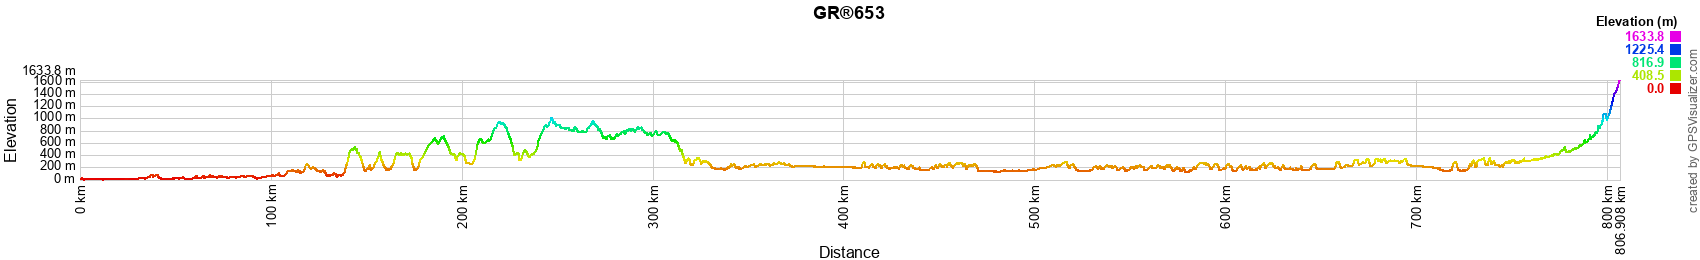 GR®653
Elevation (m)
1633.8
1225.4
816.9
408.5
0.0
1633.8 m
1600 m
1400 m
1200 m
1000 m
800 m
600 m
400 m
200 m
0 m
Elevation
0 km
100 km
200 km
300 km
400 km
500 km
600 km
700 km
800 km
806.908 km
Distance
created by GPSVisualizer.com